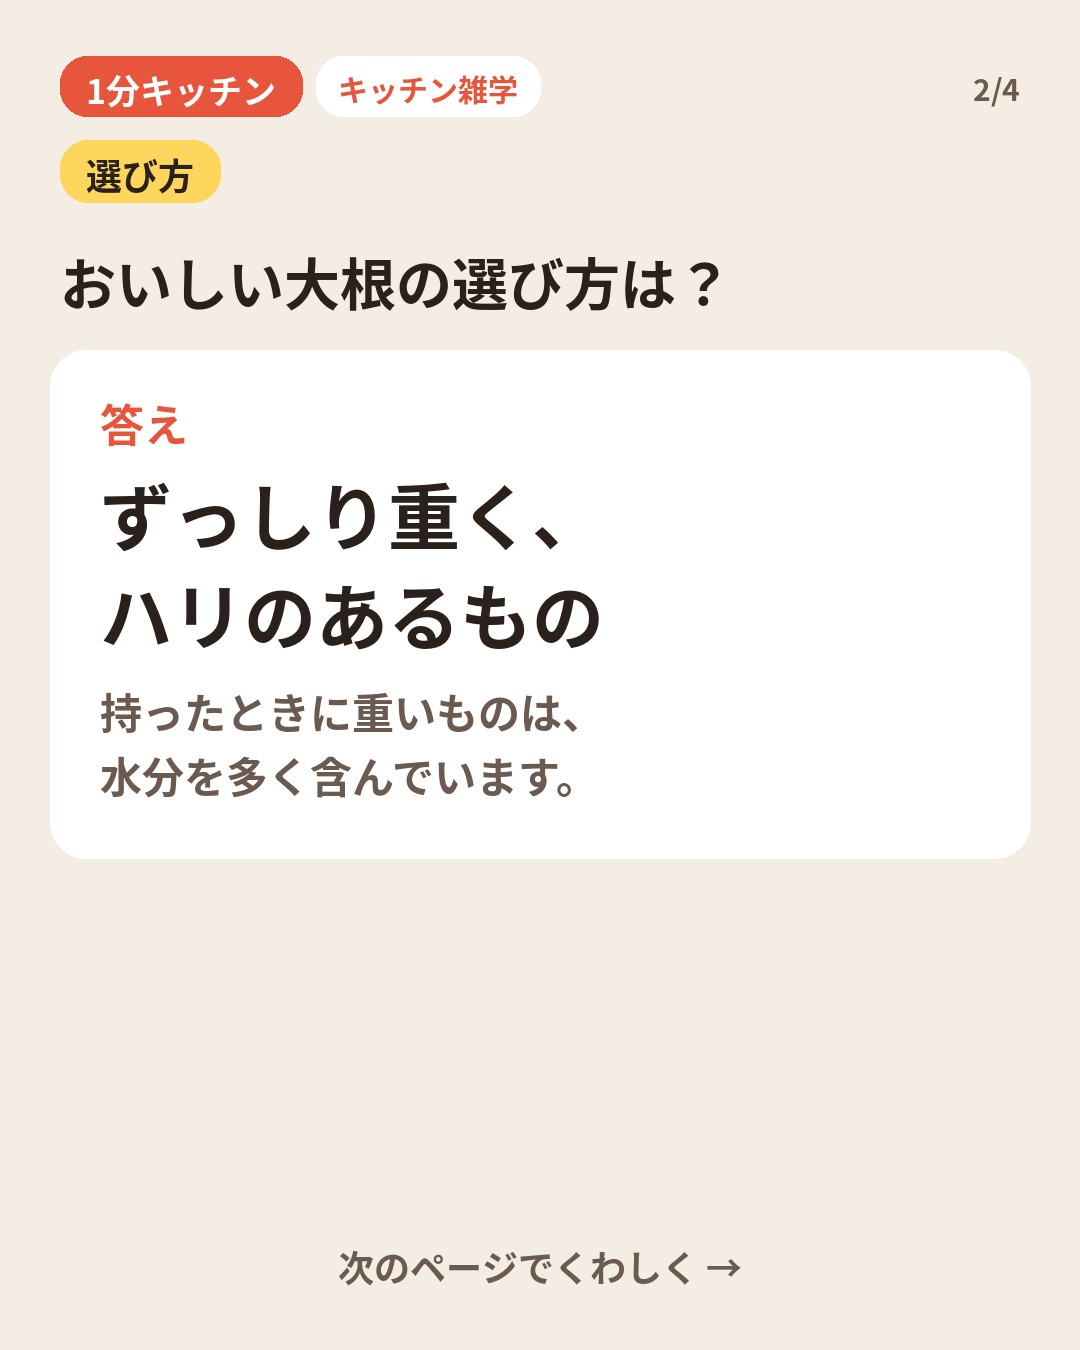 1分キッチン
キッチン雑学
2/4
選び方
おいしい大根の選び方は？
答え
ずっしり重く、
ハリのあるもの
持ったときに重いものは、
水分を多く含んでいます。
次のページでくわしく →